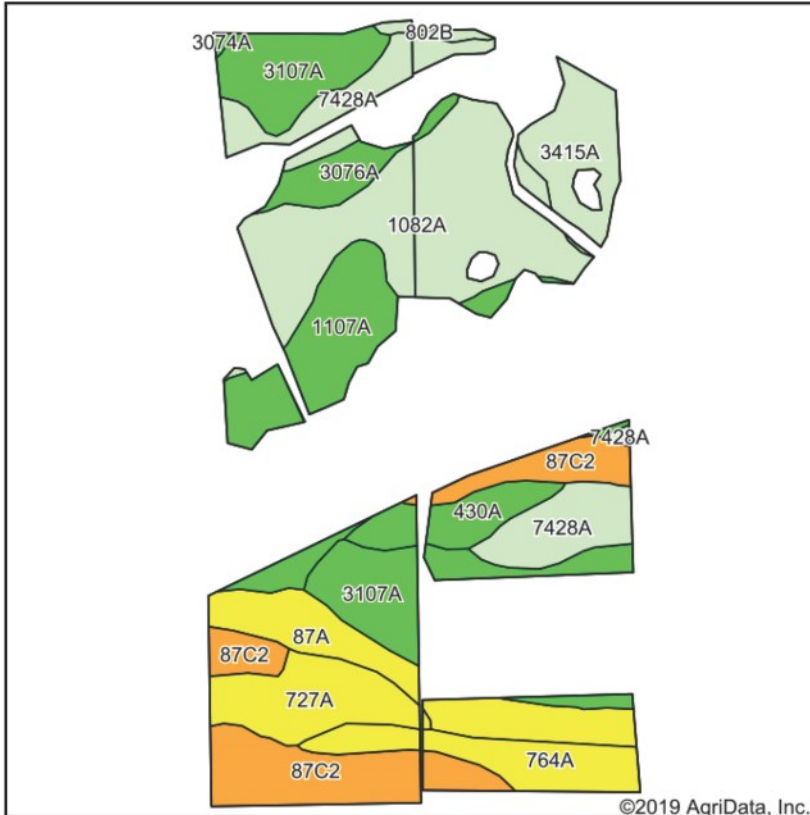 802B
3074A
3107A
7428A
3415A
3076A
1082A
1107A
7428A
87C2
430A
7428A
3107A
87A
87C2
727A
764A
87C2
©2019 AgriData, Inc.